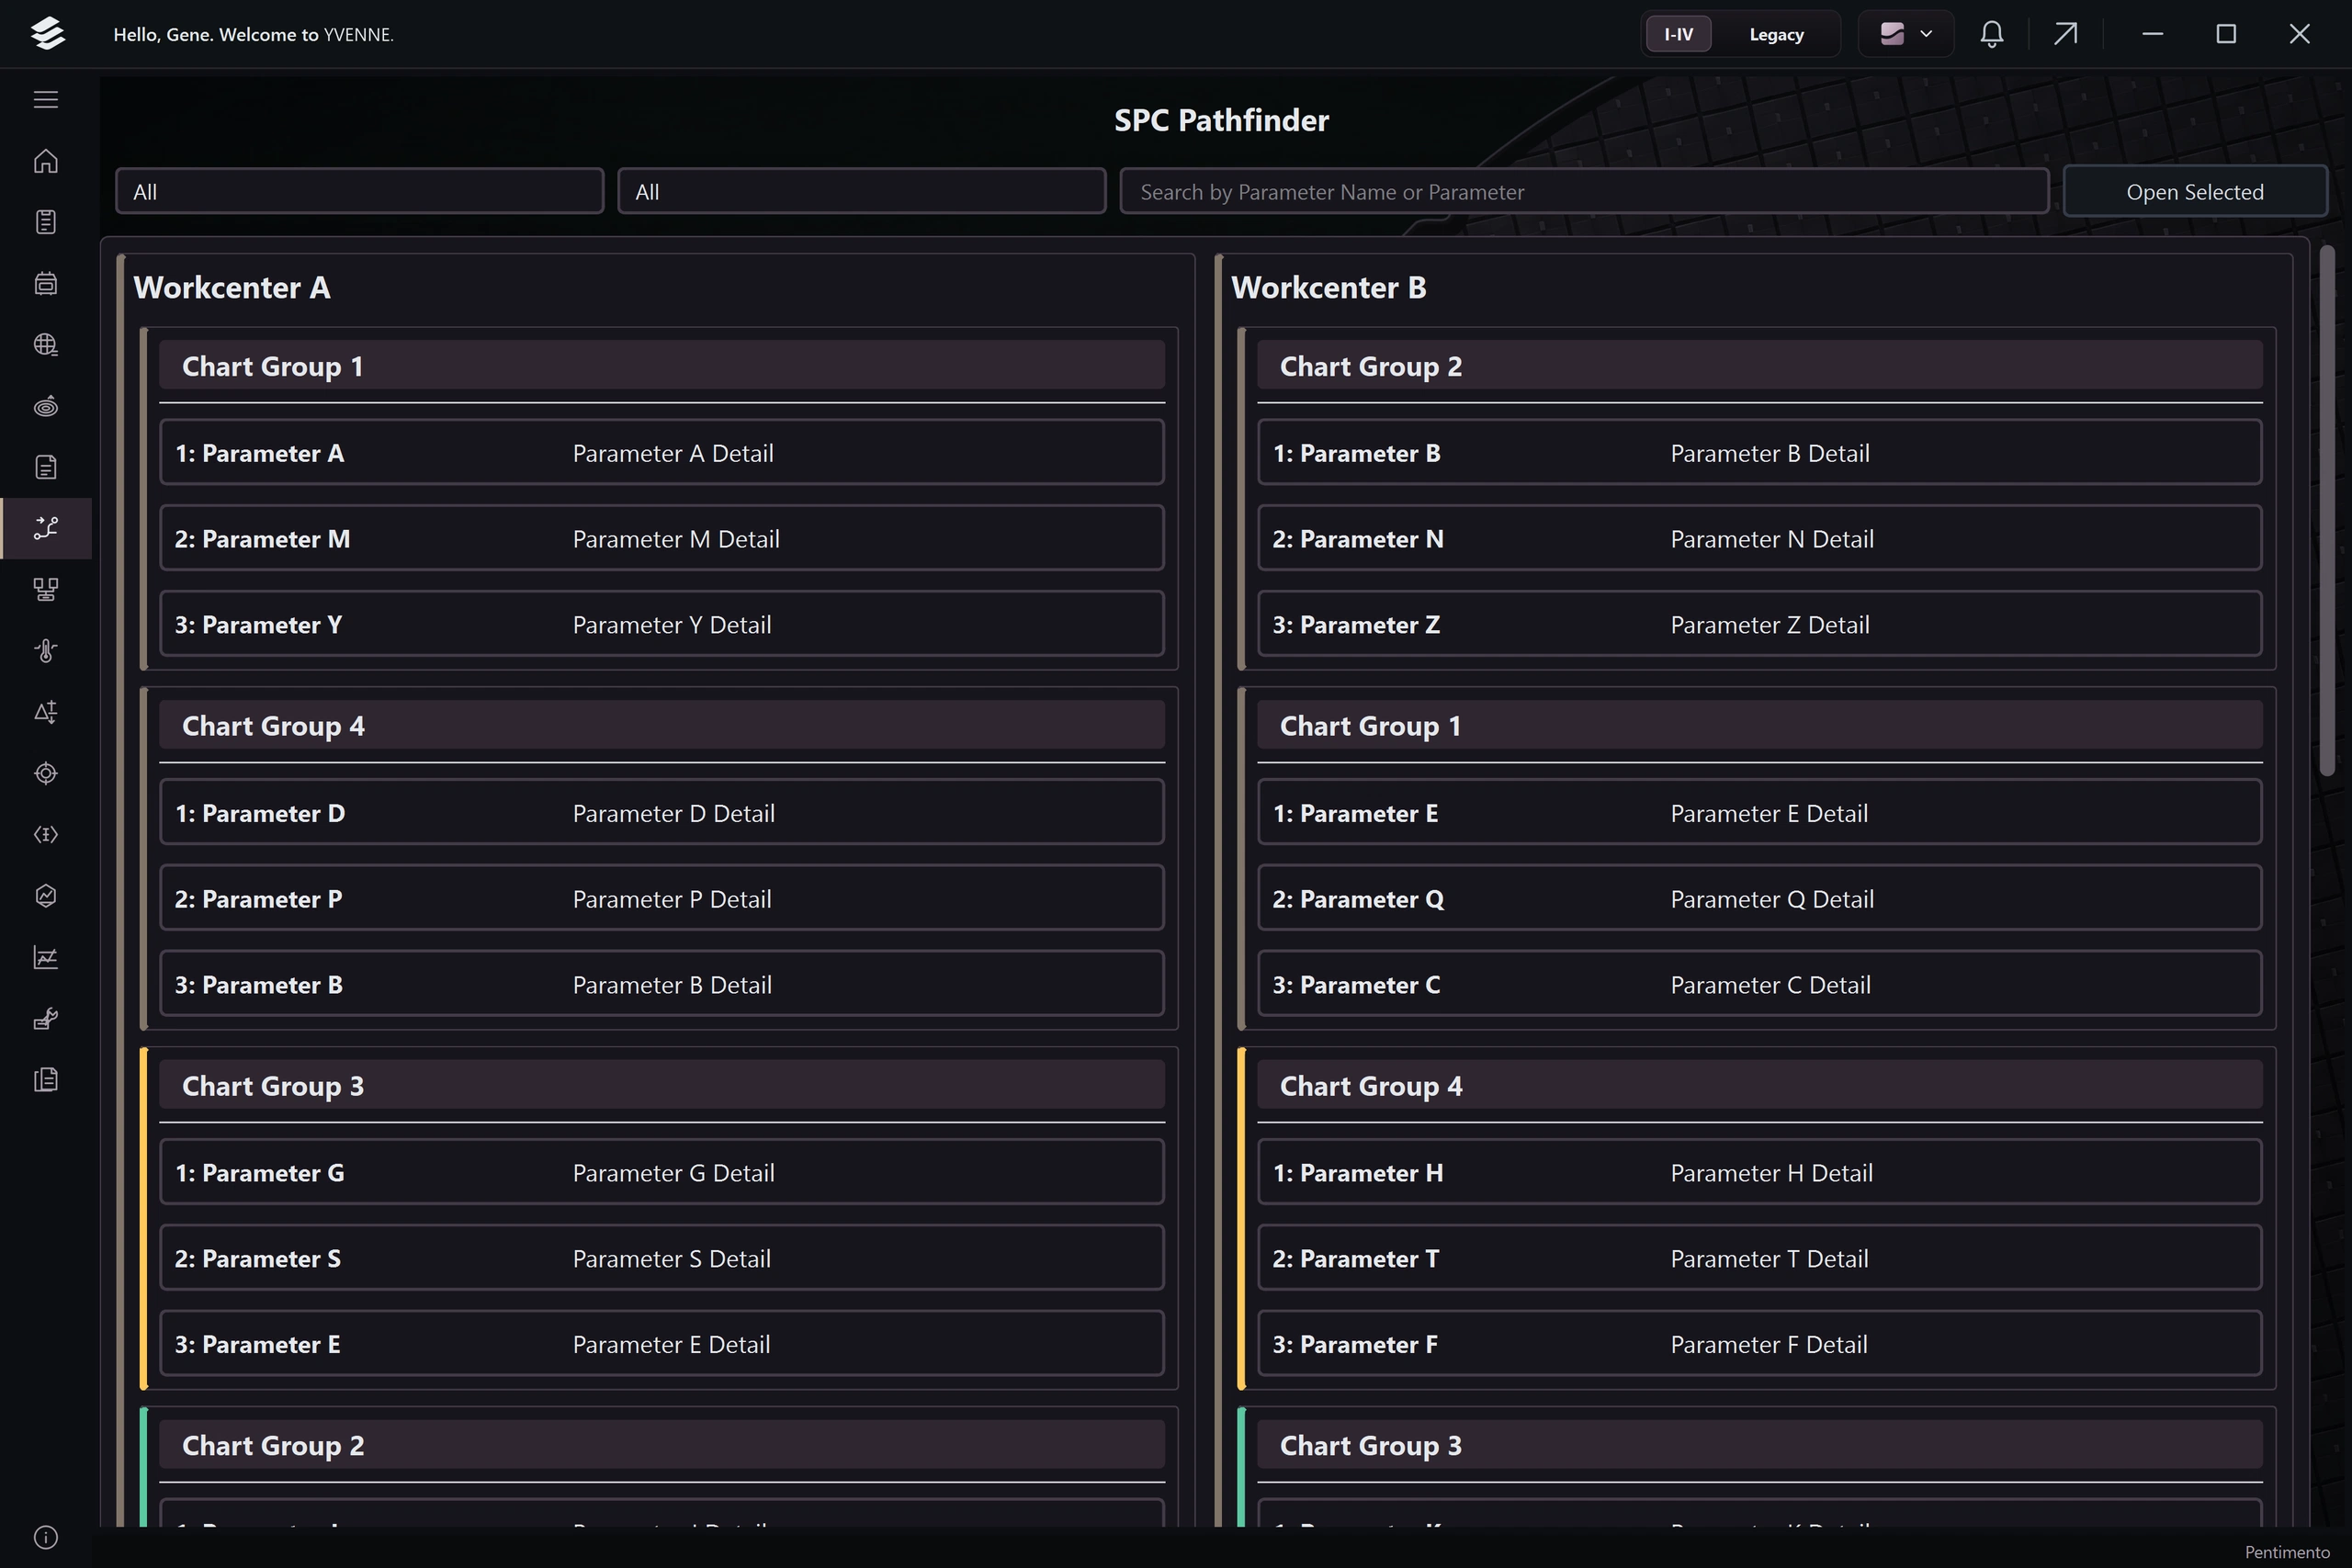 Hello, Gene. Welcome to YVENNE.
I-IV
Legacy
SPC Pathfinder
All
All
Search by Parameter Name or Parameter
Open Selected
Workcenter A
Chart Group 1
1: Parameter A Parameter A Detail
2: Parameter M Parameter M Detail
3: Parameter Y Parameter Y Detail
Chart Group 4
1: Parameter D Parameter D Detail
2: Parameter P Parameter P Detail
3: Parameter B Parameter B Detail
Chart Group 3
1: Parameter G Parameter G Detail
2: Parameter S Parameter S Detail
3: Parameter E Parameter E Detail
Chart Group 2
Workcenter B
Chart Group 2
1: Parameter B Parameter B Detail
2: Parameter N Parameter N Detail
3: Parameter Z Parameter Z Detail
Chart Group 1
1: Parameter E Parameter E Detail
2: Parameter Q Parameter Q Detail
3: Parameter C Parameter C Detail
Chart Group 4
1: Parameter H Parameter H Detail
2: Parameter T Parameter T Detail
3: Parameter F Parameter F Detail
Chart Group 3
Pentimento